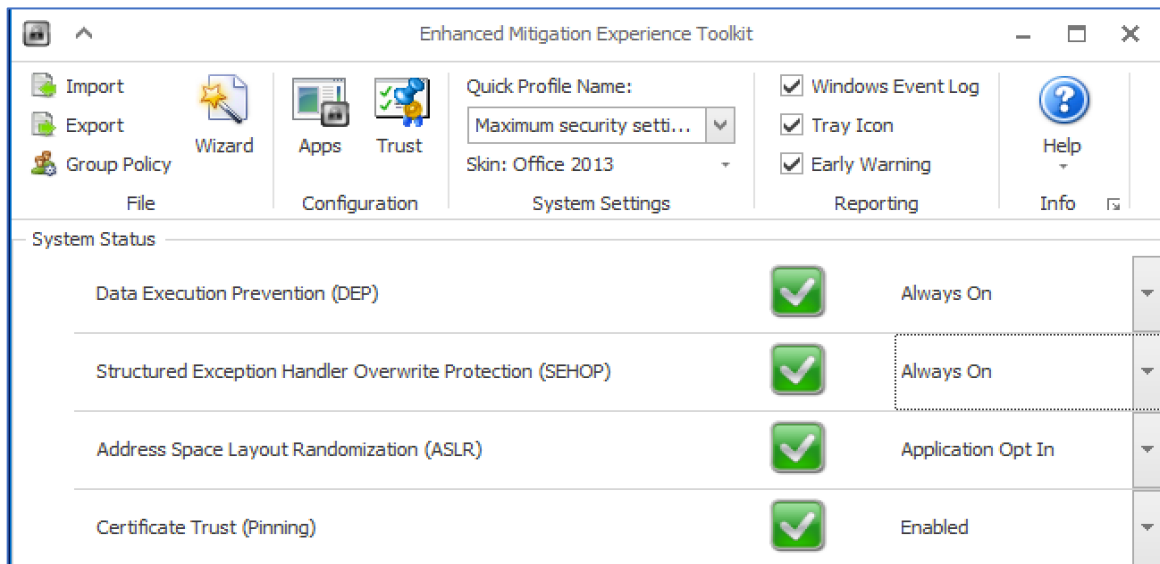 Enhanced Mitigation Experience Toolkit
Import
Export
Group Policy
Wizard
File
Apps
Trust
Configuration
Quick Profile Name:
Maximum security setti...
Skin: Office 2013
System Settings
Windows Event Log
Tray Icon
Early Warning
Reporting
Help
Info
System Status
Data Execution Prevention (DEP) Always On
Structured Exception Handler Overwrite Protection (SEHOP) Always On
Address Space Layout Randomization (ASLR) Application Opt In
Certificate Trust (Pinning) Enabled